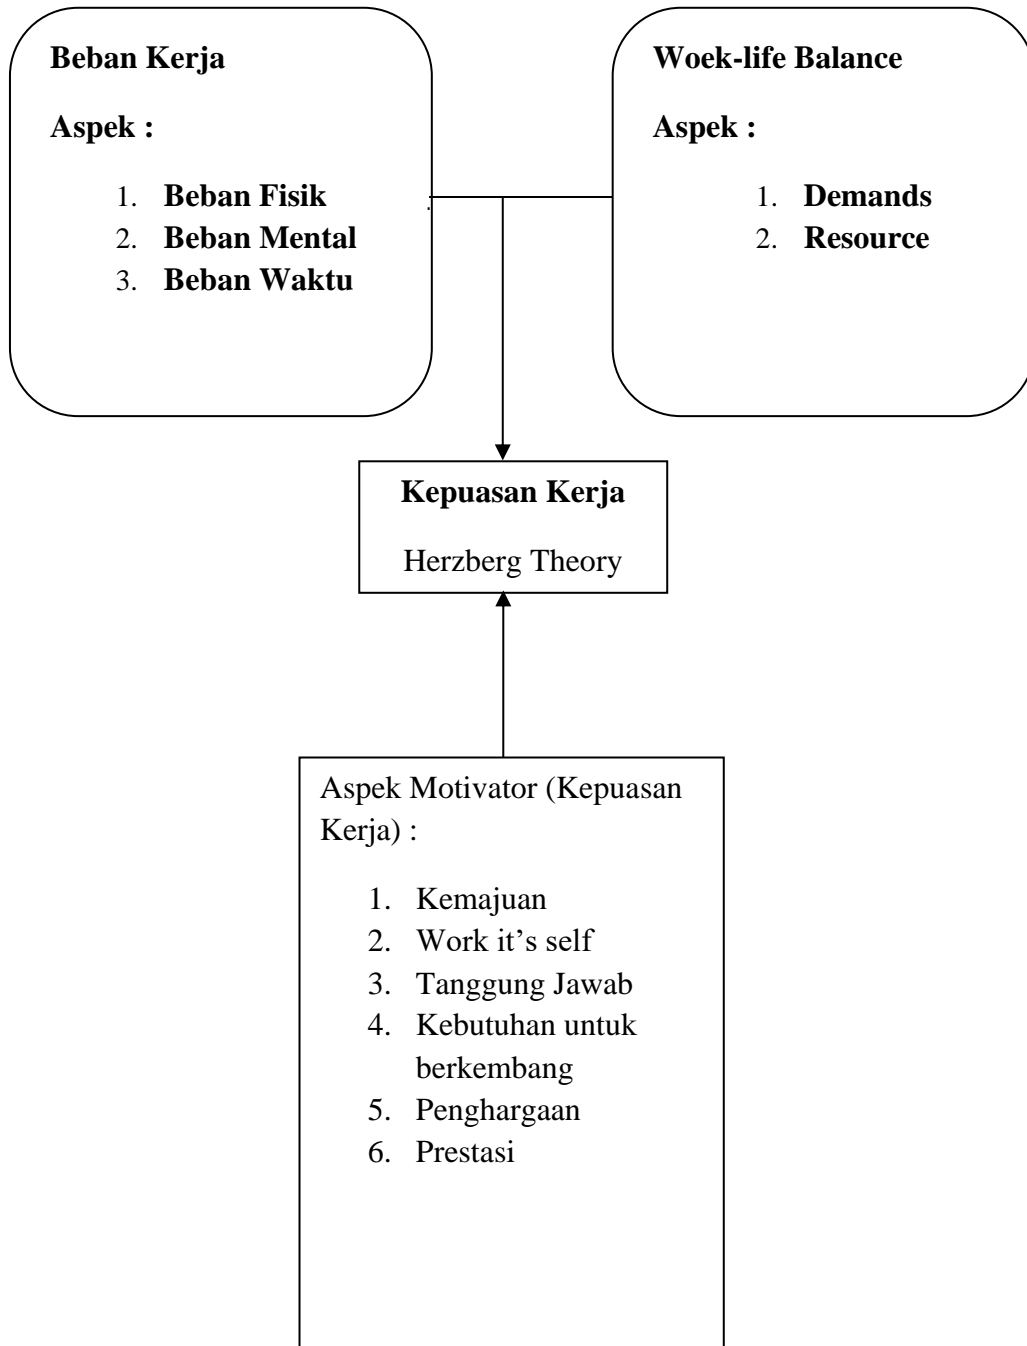 Beban Kerja
Aspek :
1. Beban Fisik
2. Beban Mental
3. Beban Waktu
Woek-life Balance
Aspek :
1. Demands
2. Resource
.
Kepuasan Kerja
Herzberg Theory
Aspek Motivator (Kepuasan
Kerja) :
1. Kemajuan
2. Work it’s self
3. Tanggung Jawab
4. Kebutuhan untuk
berkembang
5. Penghargaan
6. Prestasi